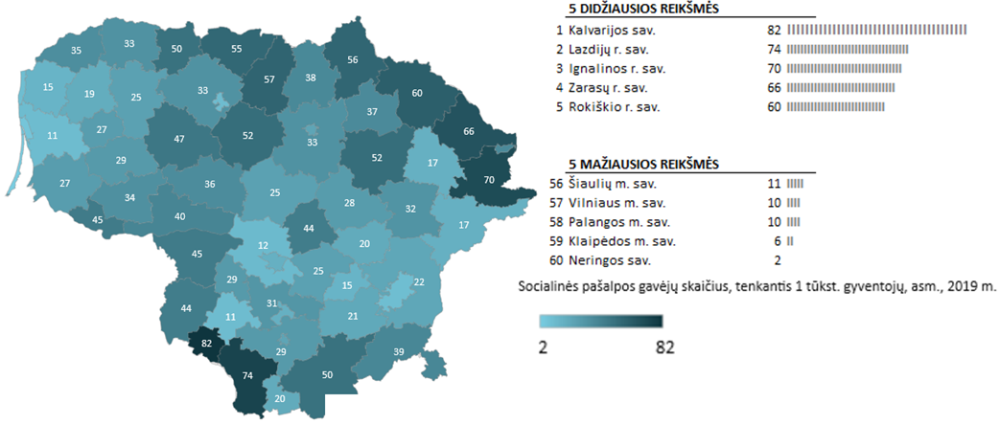 5 DIDŽIAUSIOS REIKŠMĖS
1 Kalvarijos sav. 82
2 Lazdijų r. sav. 74
3 Ignalinos r. sav. 70
4 Zarasų r. sav. 66
5 Rokiškio r. sav. 60
5 MAŽIAUSIOS REIKŠMĖS
56 Šiaulių m. sav. 11
57 Vilniaus m. sav. 10
58 Palangos m. sav. 10
59 Klaipėdos m. sav. 6
60 Neringos sav. 2
Socialinės pašalpos gavėjų skaičius, tenkantis 1 tūkst. gyventojų, asm., 2019 m.
2 82
35 33 50 55 56
15 19 25 33 57 38 60
37
11 27 47 52 33 52 66
29 17
27 34 36 25 28 32 70
45 40 44 17
45 12 20
29 25 15 22
44 11 31 21
82 29 39
74 50
20